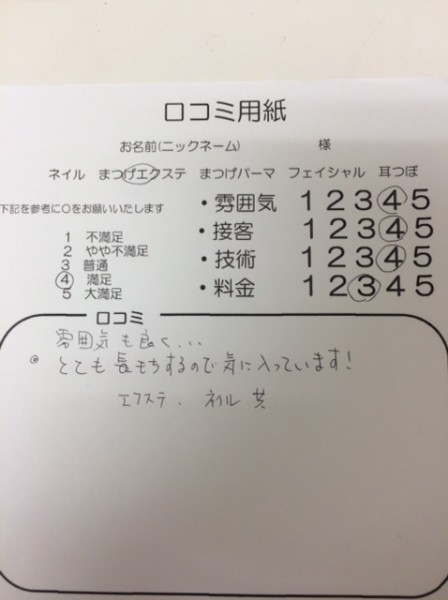 口コミ用紙
お名前(ニックネーム) 様
ネイル まつげエクステ まつげパーマ フェイシャル 耳つぼ
下記を参考に○をお願いいたします
1 不満足
2 やや不満足
3 普通
4 満足
5 大満足
・雰囲気 1 2 3 4 5
・接客 1 2 3 4 5
・技術 1 2 3 4 5
・料金 1 2 3 4 5
口コミ
雰囲気も良く...
◎ とても長もちするので気に入っています!
エクステ. ネイル 共